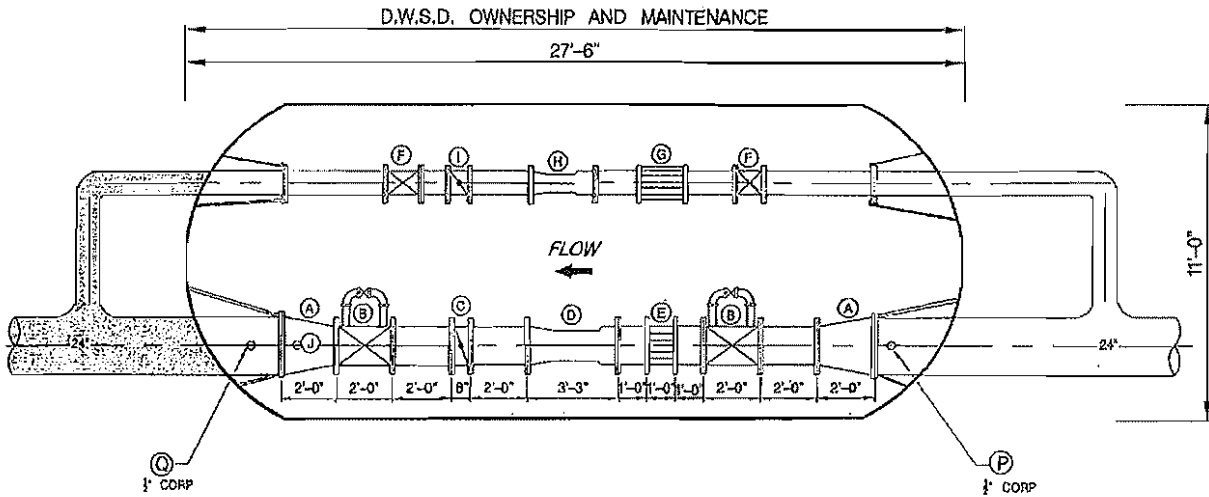 D.W.S.D. OWNERSHIP AND MAINTENANCE
27'-6"
F I H G F
11'-0"
FLOW
A B C D E B A
24"
J
24"
2'-0" 2'-0" 2'-0" 6" 2'-0" 3'-3" 1'-0" 1'-0" 1'-0" 2'-0" 2'-0" 2'-0"
Q
CORP
P
CORP